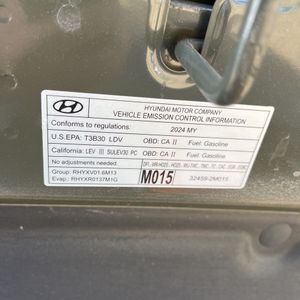 HYUNDAI MOTOR COMPANY
VEHICLE EMISSION CONTROL INFORMATION
Conforms to regulations: 2024 MY
U.S.EPA: T3B30 LDV OBD: CA II Fuel: Gasoline
California: LEV III SULEV30 PC OBD: CA II Fuel: Gasoline
No adjustments needed.
Group: RHYXV01.6M13
Evap: RHYXR0137M1G
M015 32459-2M015